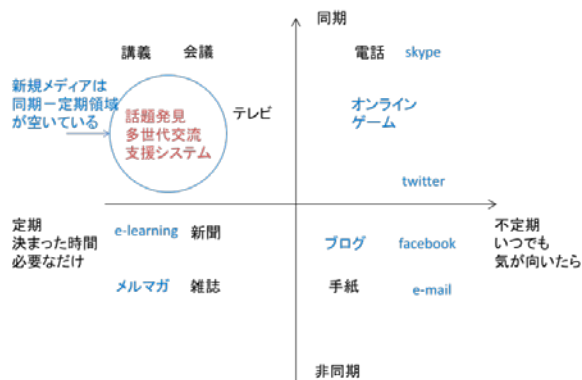 同期
講義
会議
電話
skype
新規メディアは
同期ー定期領域
が空いている
話題発見
多世代交流
支援システム
テレビ
オンライン
ゲーム
twitter
定期
決まった時間
必要なだけ
e-learning
新聞
ブログ
facebook
不定期
いつでも
気が向いたら
メルマガ
雑誌
手紙
e-mail
非同期